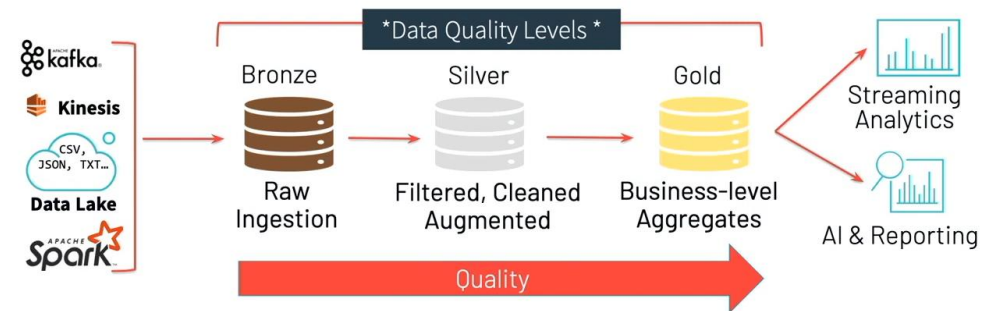 *Data Quality Levels *
APACHE
kafka
Kinesis
CSV,
JSON, TXT...
Data Lake
APACHE
Spark
Bronze
Raw
Ingestion
Silver
Filtered, Cleaned
Augmented
Gold
Business-level
Aggregates
Streaming
Analytics
AI & Reporting
Quality